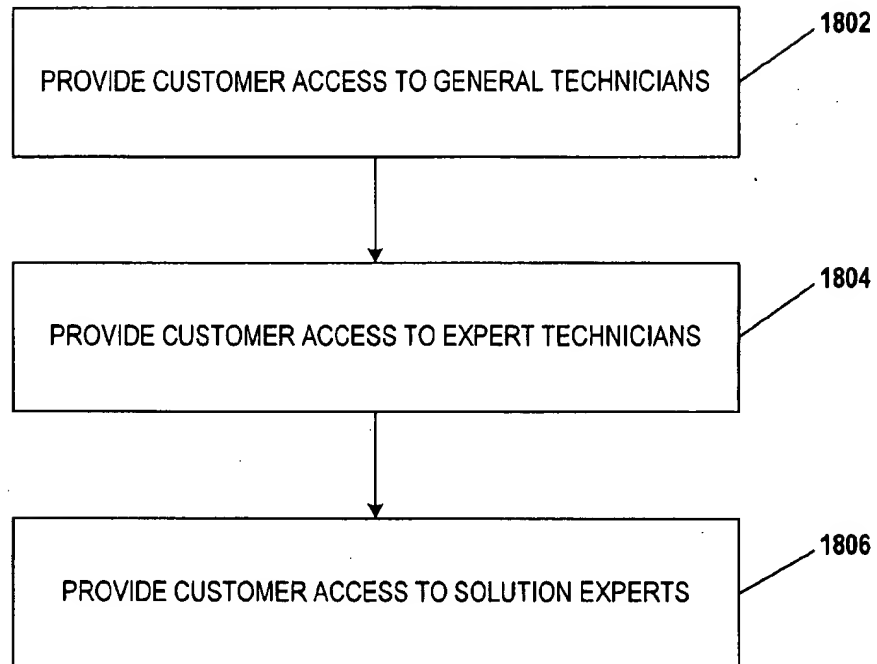 1802
PROVIDE CUSTOMER ACCESS TO GENERAL TECHNICIANS
1804
PROVIDE CUSTOMER ACCESS TO EXPERT TECHNICIANS
1806
PROVIDE CUSTOMER ACCESS TO SOLUTION EXPERTS